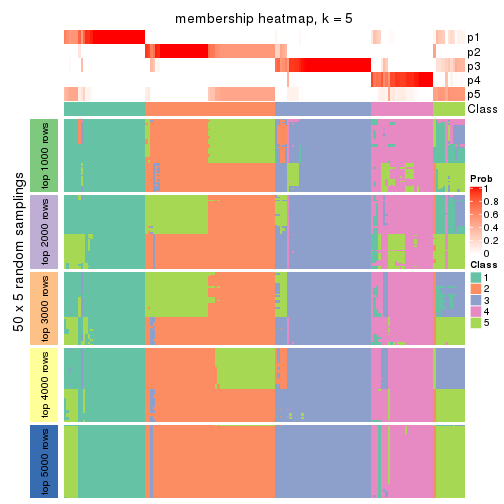 membership heatmap, k = 5
p1
p2
p3
p4
p5
Class
50 x 5 random samplings
top 1000 rows
top 2000 rows
top 3000 rows
top 4000 rows
top 5000 rows
Prob
1
0.8
0.6
0.4
0.2
0
Class
1
2
3
4
5